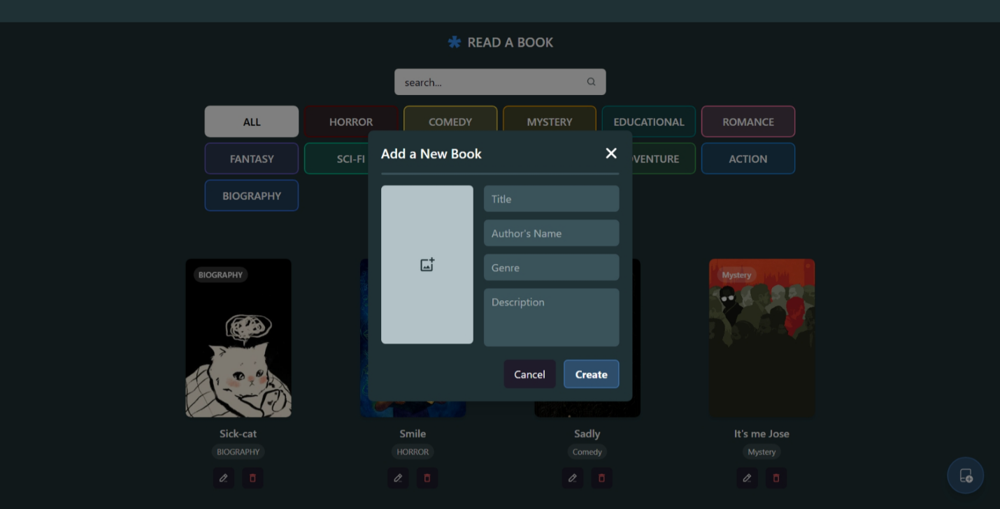 READ A BOOK
search...
ALL HORROR COMEDY MYSTERY EDUCATIONAL ROMANCE
FANTASY SCI-FI VENTURE ACTION
BIOGRAPHY
Add a New Book
Title
Author's Name
Genre
Description
Cancel Create
BIOGRAPHY Mystery
Sick-cat Smile Sadly It's me Jose
BIOGRAPHY HORROR Comedy Mystery